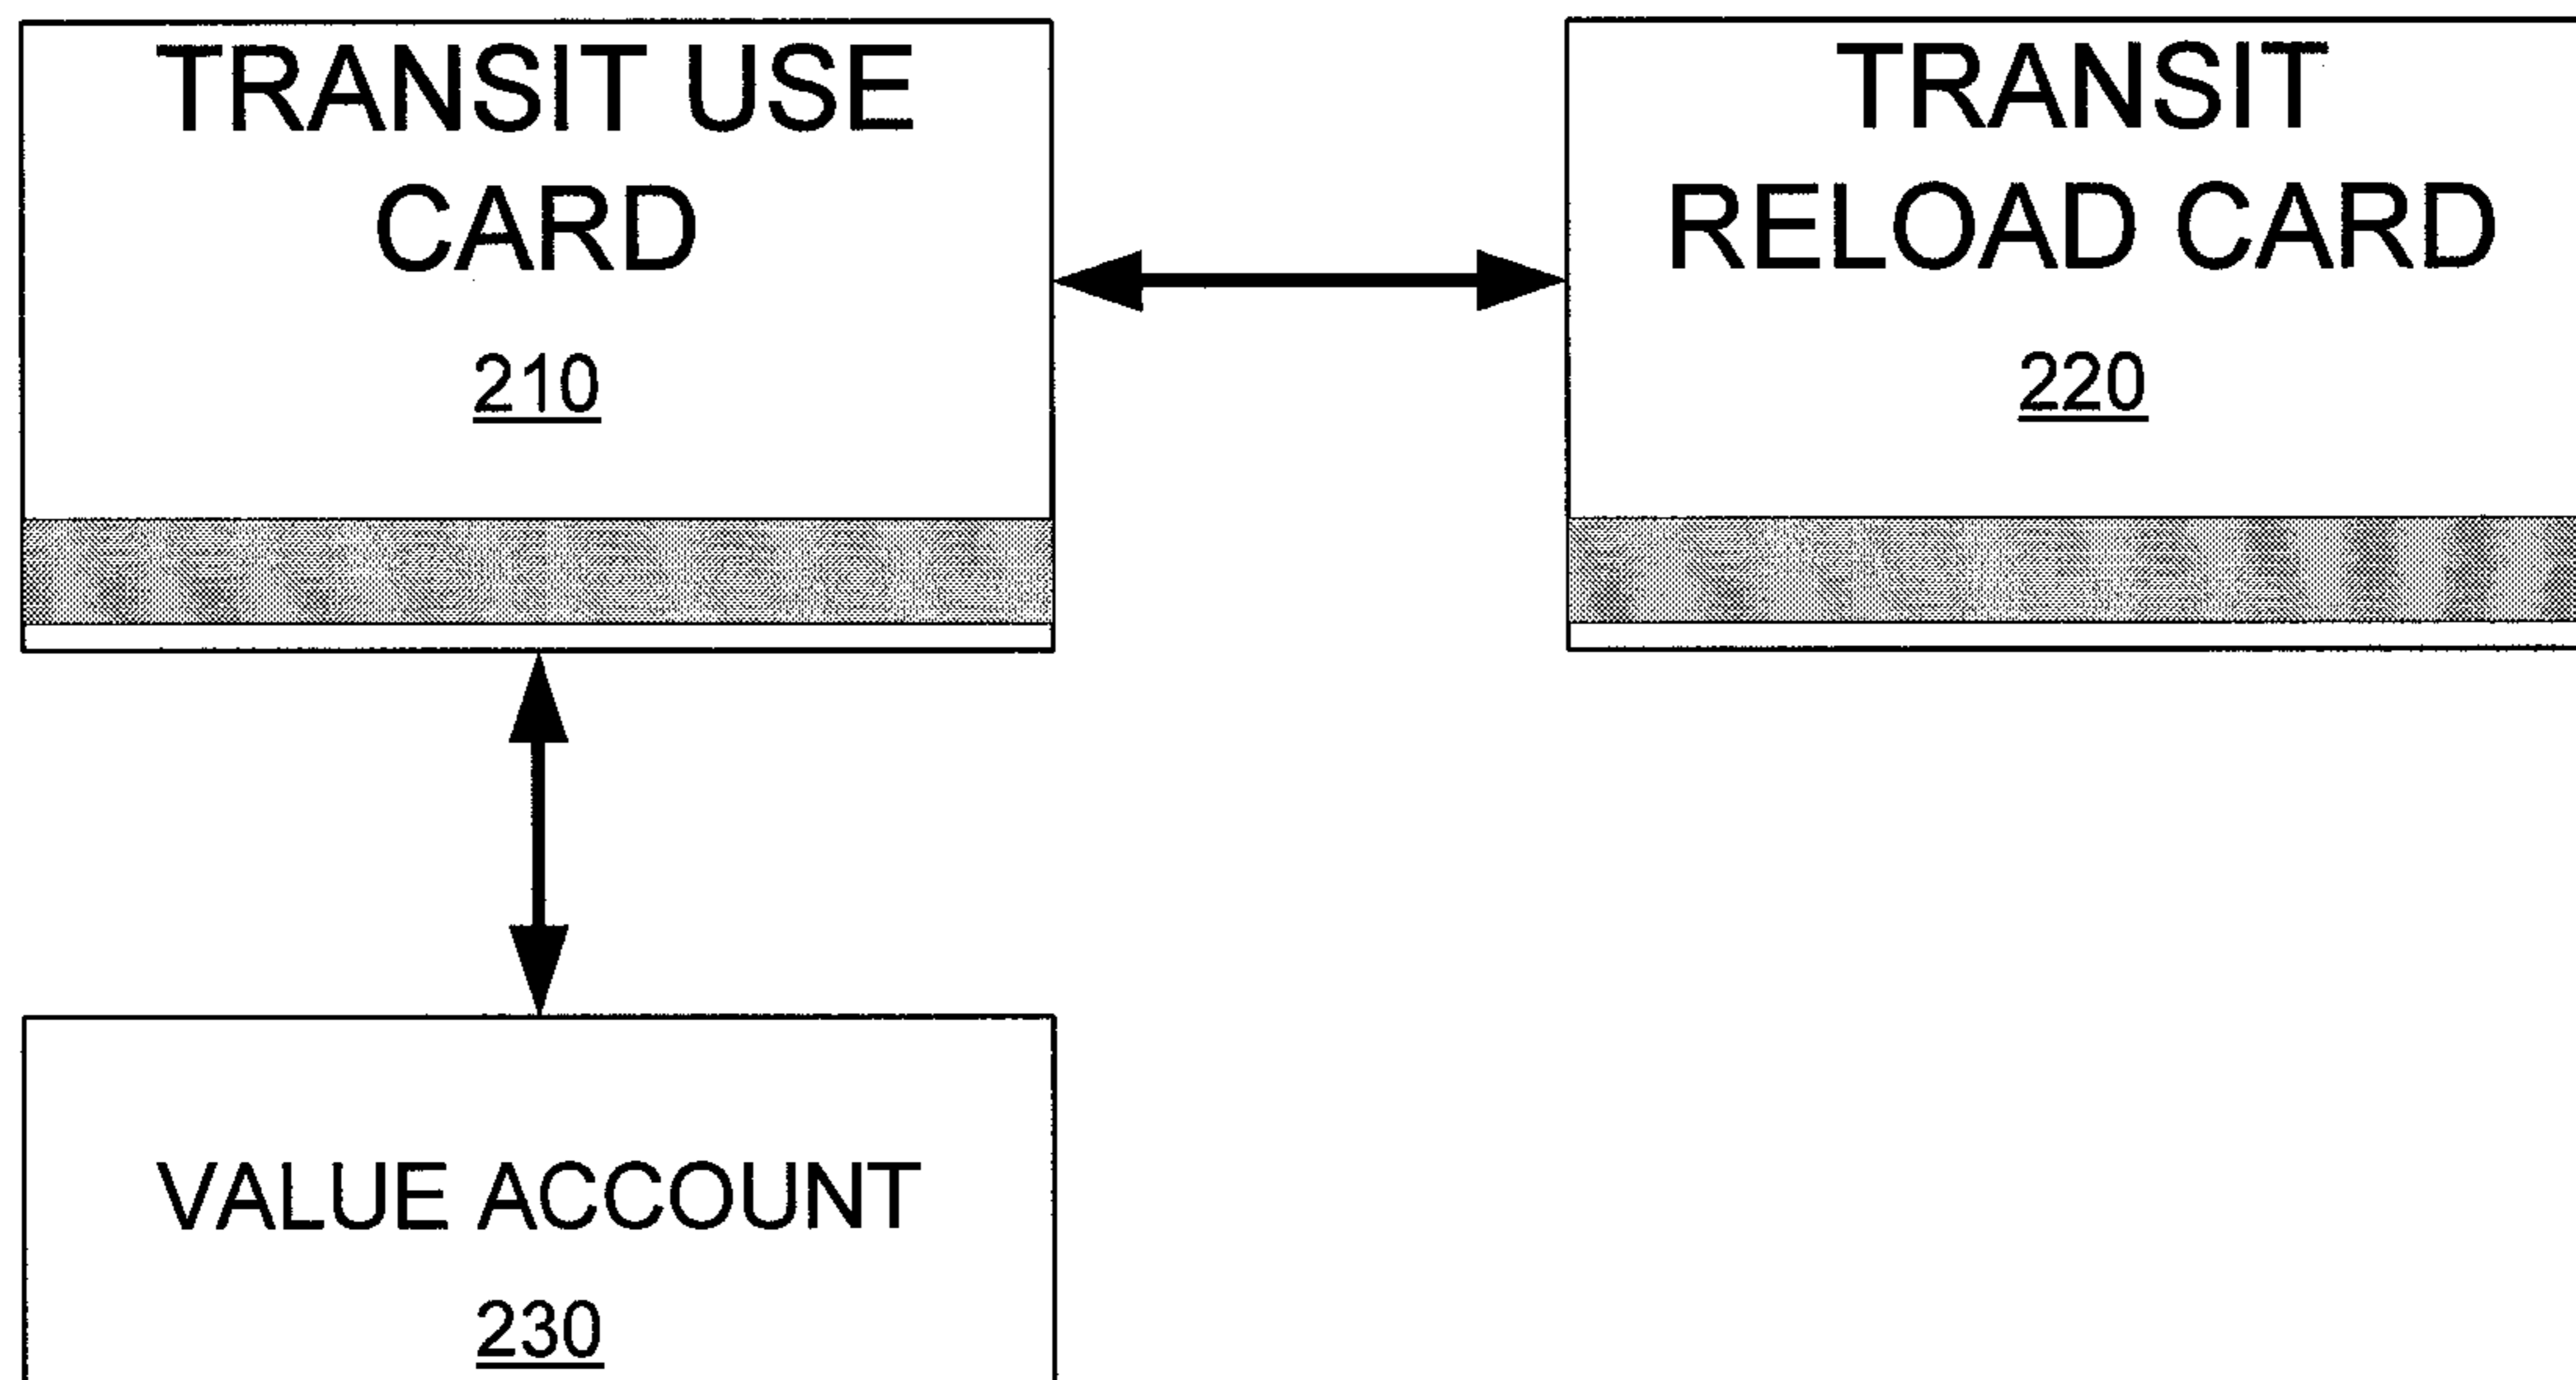 TRANSIT USE
CARD
210
TRANSIT
RELOAD CARD
220
VALUE ACCOUNT
230